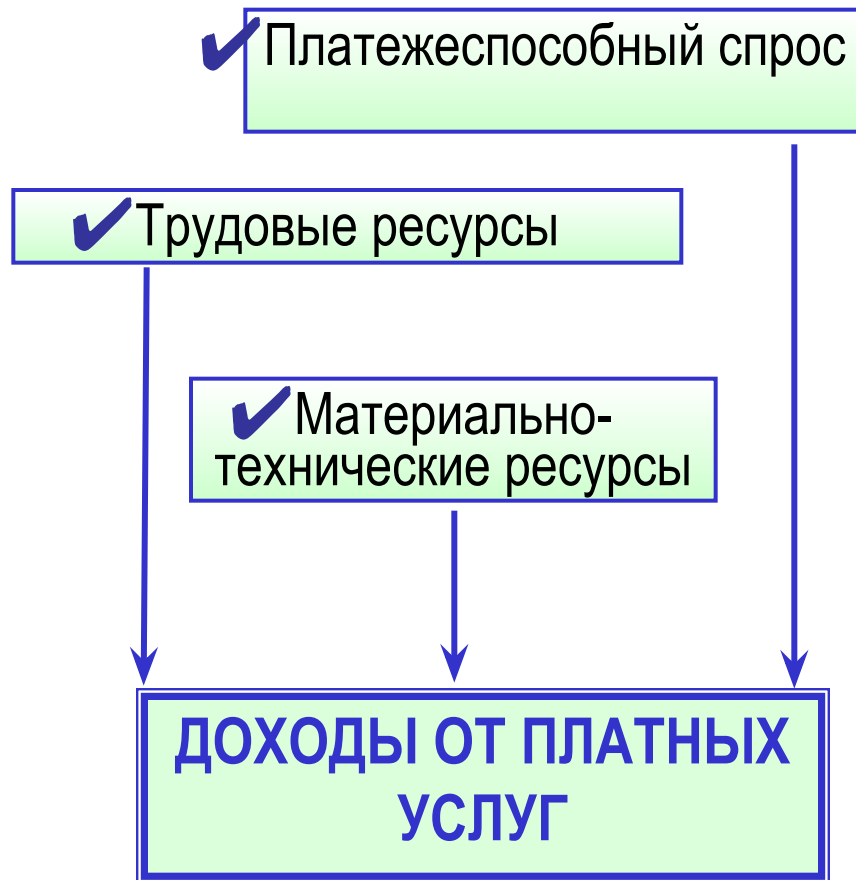 ✔Платежеспособный спрос
✔Трудовые ресурсы
✔Материально-
технические ресурсы
ДОХОДЫ ОТ ПЛАТНЫХ
УСЛУГ